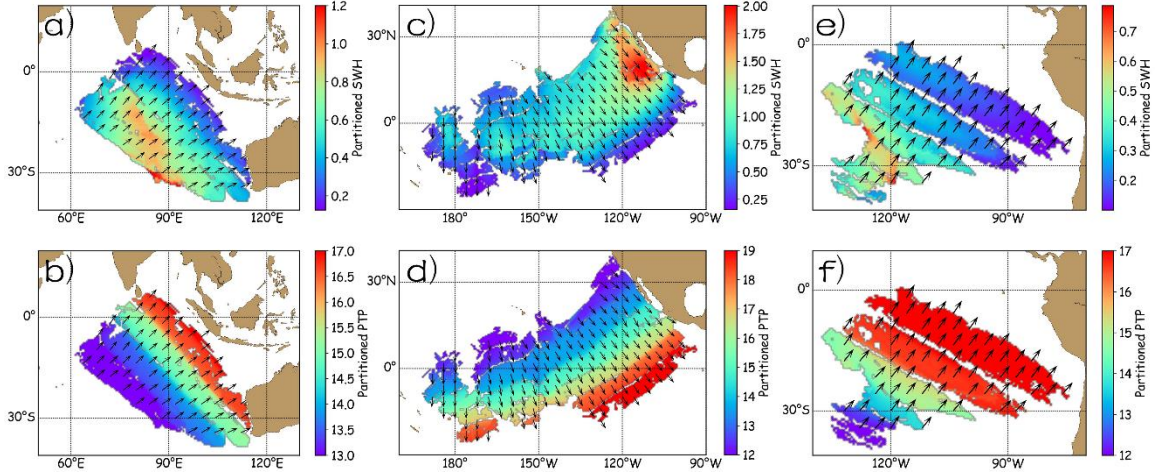 a)
0°
30°S
60°E 90°E 120°E
1.2
1.0
0.8
0.6
0.4
0.2
Partitioned SWH
c)
30°N
0°
180° 150°W 120°W 90°W
2.00
1.75
1.50
1.25
1.00
0.75
0.50
0.25
Partitioned SWH
e)
0°
30°S
120°W 90°W
0.7
0.6
0.5
0.4
0.3
0.2
Partitioned SWH
b)
0°
30°S
60°E 90°E 120°E
17.0
16.5
16.0
15.5
15.0
14.5
14.0
13.5
13.0
Partitioned PTP
d)
30°N
0°
180° 150°W 120°W 90°W
19
18
17
16
15
14
13
12
Partitioned PTP
f)
0°
30°S
120°W 90°W
17
16
15
14
13
12
Partitioned PTP